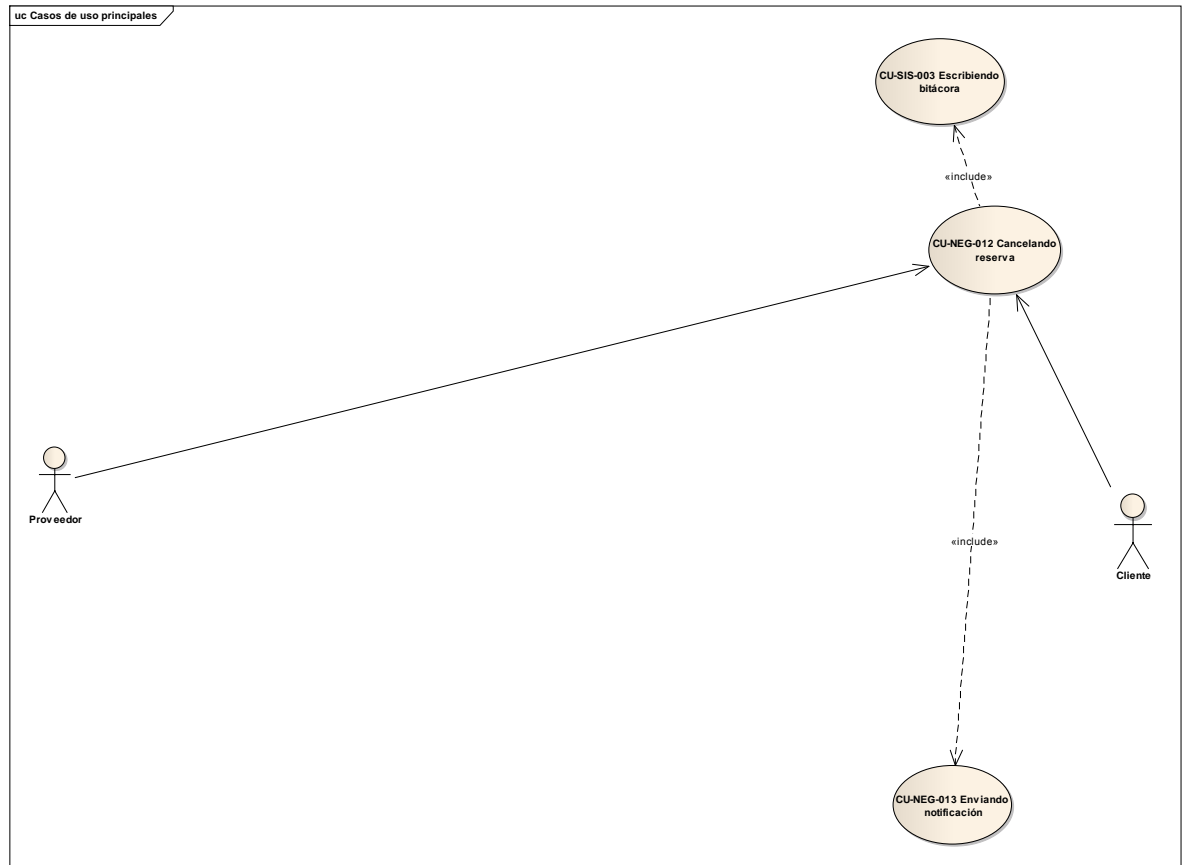 uc Casos de uso principales
CU-SIS-003 Escribiendo
bitácora
«include»
CU-NEG-012 Cancelando
reserva
Proveedor
«include»
Cliente
CU-NEG-013 Enviando
notificación